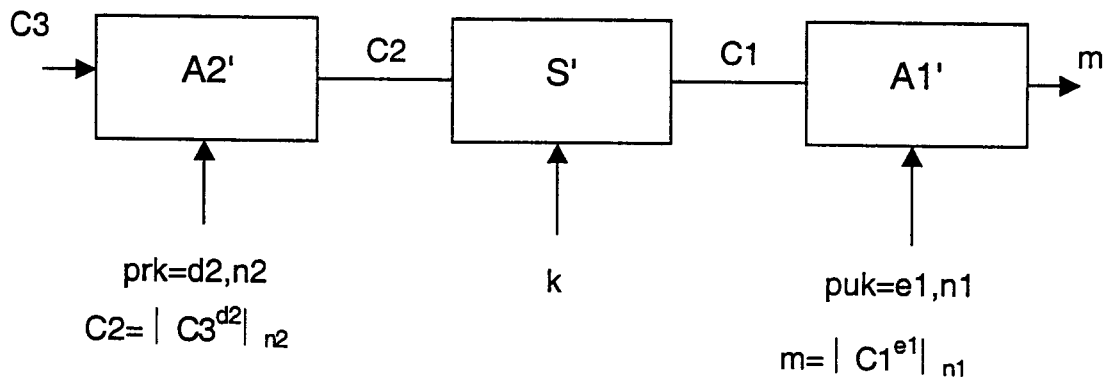 C3
A2'
C2
S'
C1
A1'
m
prk=d2,n2
C2= | C3^d2 | n2
k
puk=e1,n1
m= | C1^e1 | n1